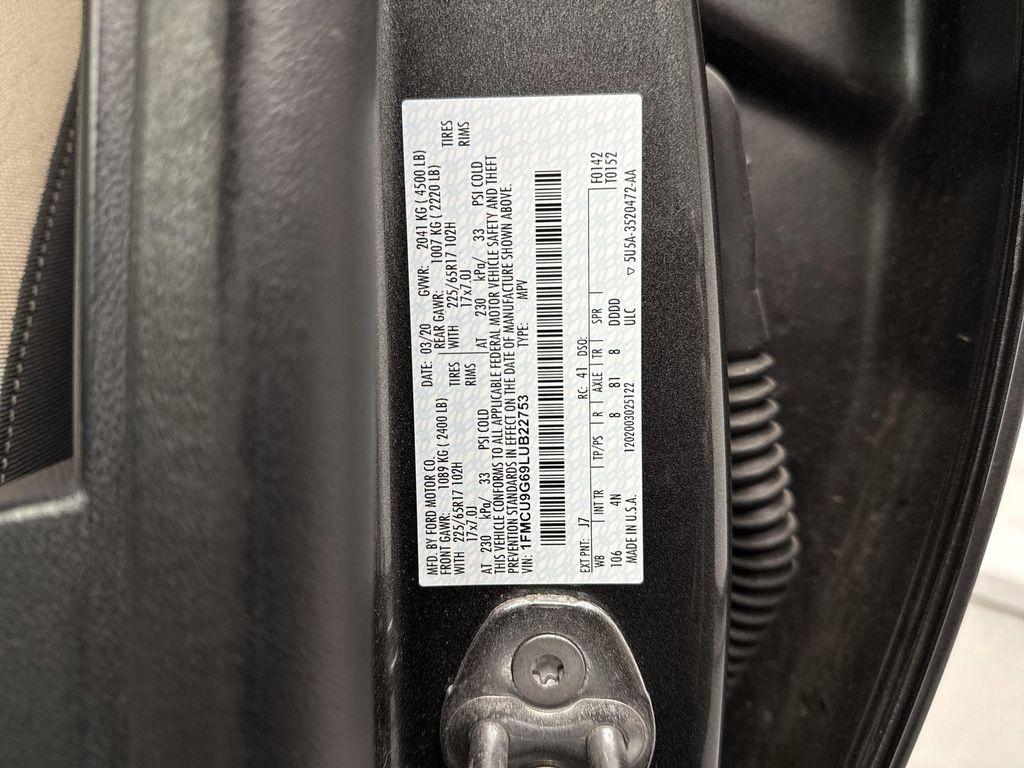 MFD. BY FORD MOTOR CO. DATE: 03/20 GVWR: 2041 KG ( 4500 LB)
FRONT GAWR: 1089 KG ( 2400 LB) REAR GAWR: 1007 KG ( 2220 LB)
WITH 225/65R17 102H TIRES WITH 225/65R17 102H TIRES
17x7.0J RIMS 17x7.0J RIMS
AT 230 kPa/ 33 PSI COLD AT 230 kPa/ 33 PSI COLD
THIS VEHICLE CONFORMS TO ALL APPLICABLE FEDERAL MOTOR VEHICLE SAFETY AND THEFT
PREVENTION STANDARDS IN EFFECT ON THE DATE OF MANUFACTURE SHOWN ABOVE.
VIN: 1FMCU9G69LUB22753 TYPE: MPV
EXT PNT: J7 RC: 41 DSO: F0142
WB INT TR TP/PS R AXLE TR SPR T0152
106 4N 8 81 8 DDDD
MADE IN U.S.A. 1202003025122 ULC ▽ 5U5A-3520472-AA